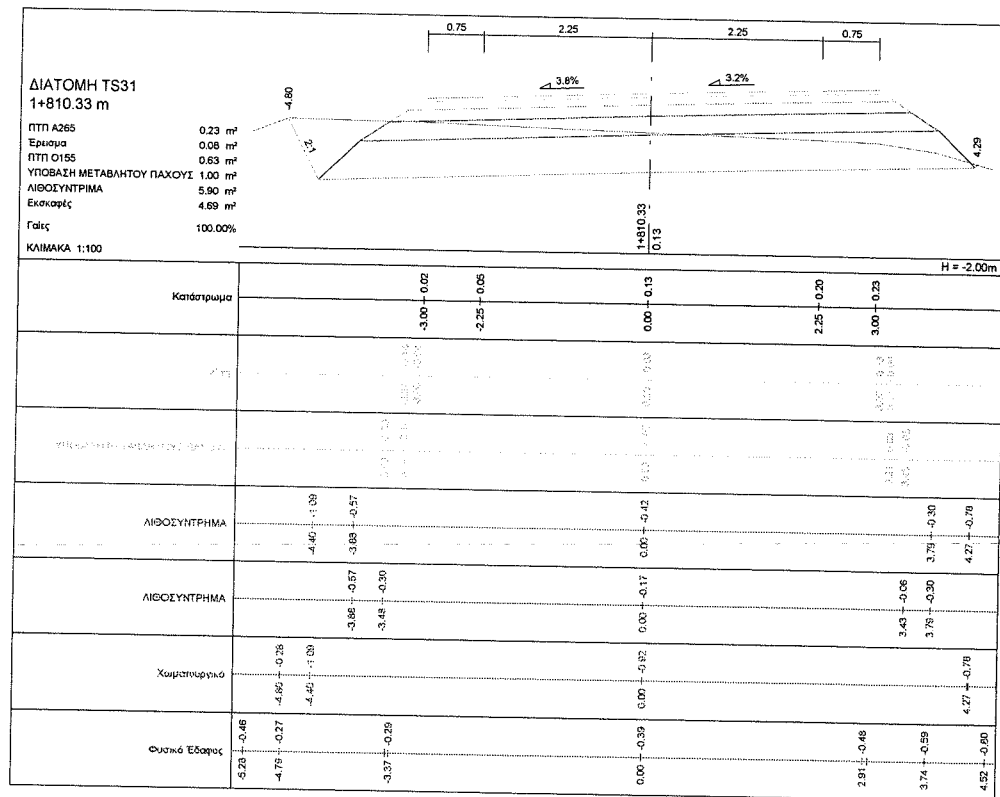 0.75 2.25 2.25 0.75
ΔΙΑΤΟΜΗ TS31
1+810.33 m
3.8% 3.2%
-4.80
2:1
4.29
ΠΤΠ Α265 0.23 m²
Έρεισμα 0.08 m²
ΠΤΠ Ο155 0.63 m²
ΥΠΟΒΑΣΗ ΜΕΤΑΒΛΗΤΟΥ ΠΑΧΟΥΣ 1.00 m²
ΛΙΘΟΣΥΝΤΡΙΜΑ 5.90 m²
Εκσκαφές 4.69 m²
Γαίες 100.00%
ΚΛΙΜΑΚΑ 1:100
1+810.33
0.13
H = -2.00m
Κατάστρωμα
-3.00 0.02
-2.25 0.05
0.00 0.13
2.25 0.20
3.00 0.23
ΛΙΘΟΣΥΝΤΡΗΜΑ
-4.40 -1.09
-3.88 -0.57
0.00 -0.42
3.79 -0.30
4.27 -0.78
ΛΙΘΟΣΥΝΤΡΗΜΑ
-3.88 -0.57
-3.48 -0.30
0.00 -0.17
3.43 -0.06
3.79 -0.30
Χωματουργικό
-4.80 -0.28
-4.40 -1.09
0.00 -0.92
4.27 -0.78
Φυσικό Έδαφος
-5.23 -0.46
-4.79 -0.27
-3.37 -0.29
0.00 -0.39
2.91 -0.48
3.74 -0.59
4.52 -0.80